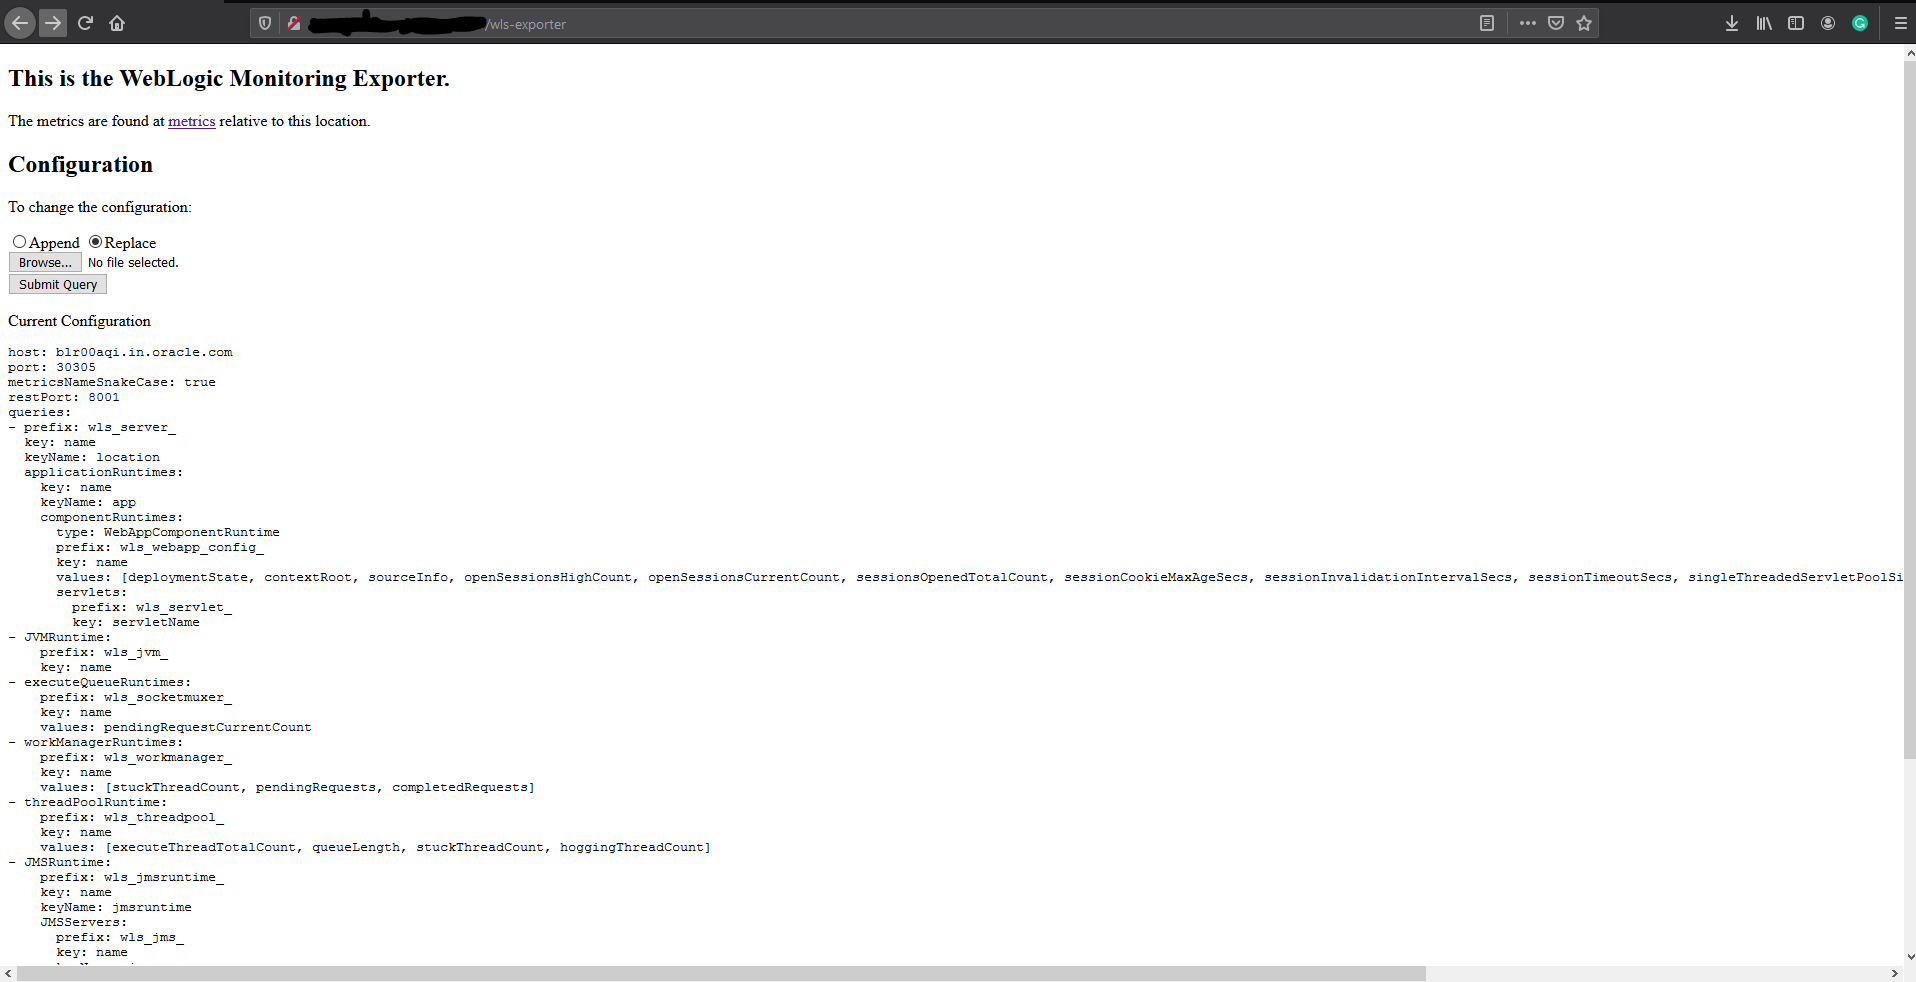 /wls-exporter
This is the WebLogic Monitoring Exporter.
The metrics are found at metrics relative to this location.
Configuration
To change the configuration:
Append Replace
Browse... No file selected.
Submit Query
Current Configuration
host: blr00aqi.in.oracle.com
port: 30305
metricsNameSnakeCase: true
restPort: 8001
queries:
- prefix: wls_server_
key: name
keyName: location
applicationRuntimes:
key: name
keyName: app
componentRuntimes:
type: WebAppComponentRuntime
prefix: wls_webapp_config_
key: name
values: [deploymentState, contextRoot, sourceInfo, openSessionsHighCount, openSessionsCurrentCount, sessionsOpenedTotalCount, sessionCookieMaxAgeSecs, sessionInvalidationIntervalSecs, sessionTimeoutSecs, singleThreadedServletPoolSi
servlets:
prefix: wls_servlet_
key: servletName
- JVMRuntime:
prefix: wls_jvm_
key: name
- executeQueueRuntimes:
prefix: wls_socketmuxer_
key: name
values: pendingRequestCurrentCount
- workManagerRuntimes:
prefix: wls_workmanager_
key: name
values: [stuckThreadCount, pendingRequests, completedRequests]
- threadPoolRuntime:
prefix: wls_threadpool_
key: name
values: [executeThreadTotalCount, queueLength, stuckThreadCount, hoggingThreadCount]
- JMSRuntime:
prefix: wls_jmsruntime_
key: name
keyName: jmsruntime
JMSServers:
prefix: wls_jms_
key: name